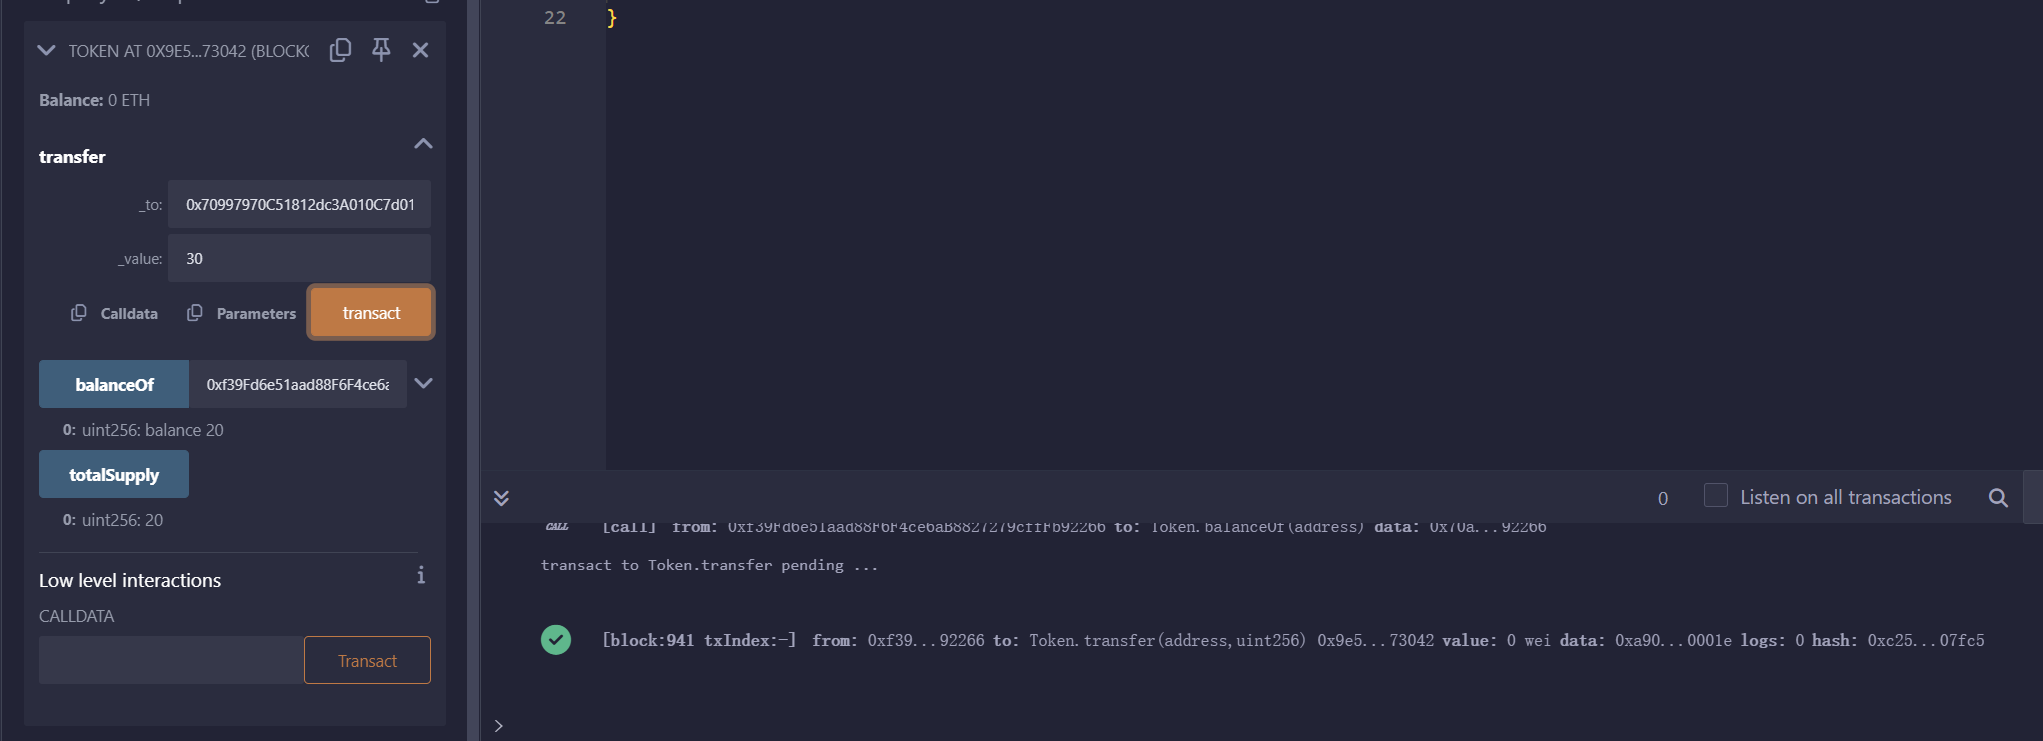 22 }
TOKEN AT 0X9E5...73042 (BLOCKC
Balance: 0 ETH
transfer
_to: 0x70997970C51812dc3A010C7d01
_value: 30
Calldata Parameters transact
balanceOf 0xf39Fd6e51aad88F6F4ce6a
0: uint256: balance 20
totalSupply
0: uint256: 20
Low level interactions
CALLDATA
Transact
0 Listen on all transactions
CALL [call] from: 0xf39Fd6e51aad88F6F4ce6aB8827279cffFb92266 to: Token.balanceOf(address) data: 0x70a...92266
transact to Token.transfer pending ...
[block:941 txIndex:-] from: 0xf39...92266 to: Token.transfer(address,uint256) 0x9e5...73042 value: 0 wei data: 0xa90...0001e logs: 0 hash: 0xc25...07fc5
>